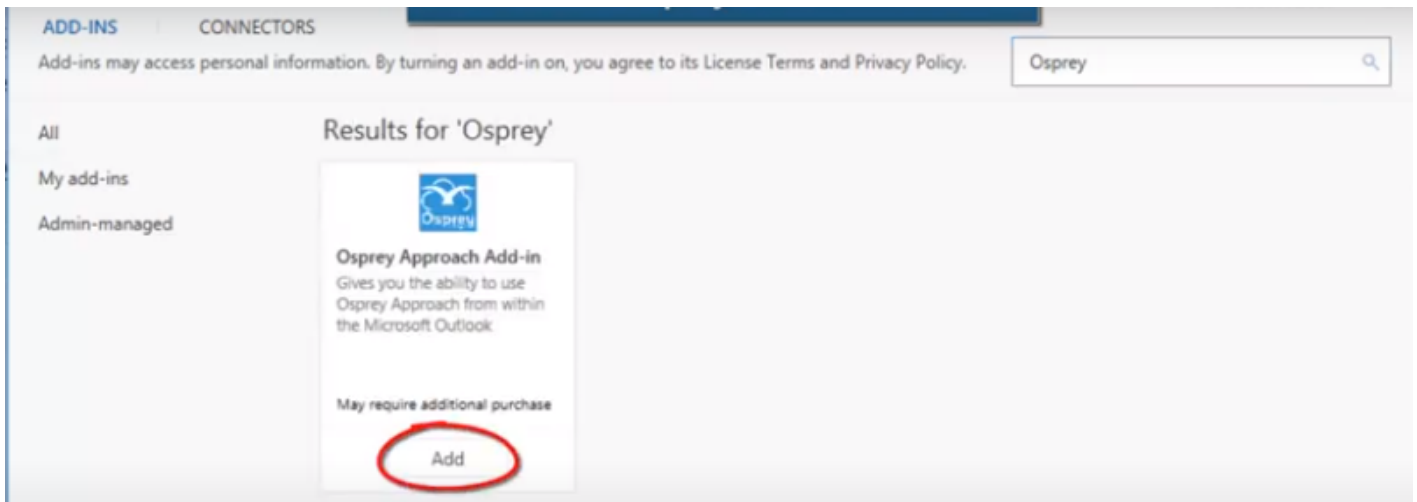 ADD-INS CONNECTORS
Add-ins may access personal information. By turning an add-in on, you agree to its License Terms and Privacy Policy.
Osprey
All
My add-ins
Admin-managed
Results for 'Osprey'
Osprey
Osprey Approach Add-in
Gives you the ability to use
Osprey Approach from within
the Microsoft Outlook
May require additional purchase
Add